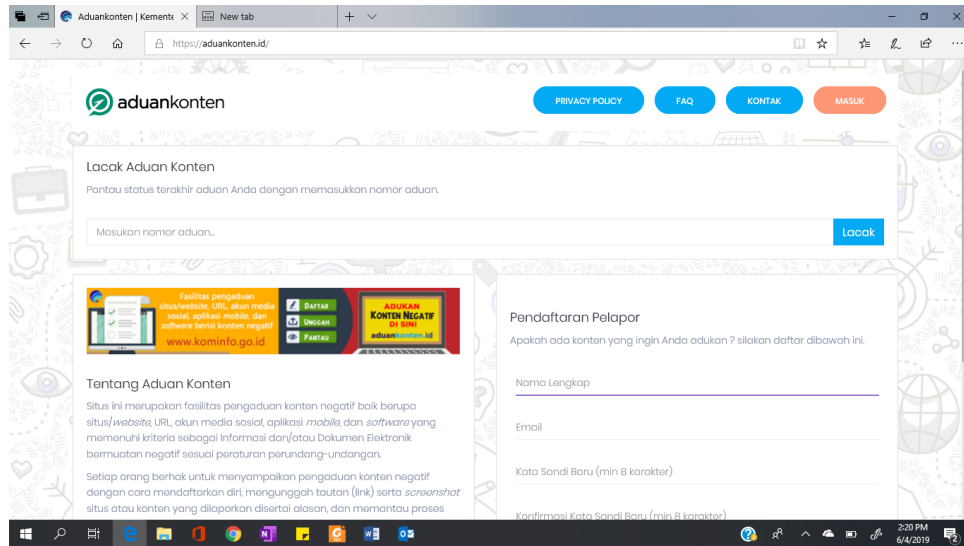 Aduankonten | Kemente
New tab
https://aduankonten.id/
aduankonten
PRIVACY POLICY
FAQ
KONTAK
MASUK
Lacak Aduan Konten
Pantau status terakhir aduan Anda dengan memasukkan nomor aduan.
Masukan nomor aduan...
Lacak
Fasilitas pengaduan
situs/website, URL, akun media
sosial, aplikasi mobile, dan
software berisi konten negatif
www.kominfo.go.id
DAFTAR
UNGGAH
PANTAU
ADUKAN
KONTEN NEGATIF
DI SINI
aduankonten.id
Tentang Aduan Konten
Situs ini merupakan fasilitas pengaduan konten negatif baik berupa
situs/website, URL, akun media sosial, aplikasi mobile, dan software yang
memenuhi kriteria sebagai Informasi dan/atau Dokumen Elektronik
bermuatan negatif sesuai peraturan perundang-undangan.
Setiap orang berhak untuk menyampaikan pengaduan konten negatif
dengan cara mendaftarkan diri, mengunggah tautan (link) serta screenshot
situs atau konten yang dilaporkan disertai alasan, dan memantau proses
Pendaftaran Pelapor
Apakah ada konten yang ingin Anda adukan ? silakan daftar dibawah ini.
Nama Lengkap
Email
Kata Sandi Baru (min 8 karakter)
Konfirmasi Kata Sandi Baru (min 8 karakter)
2:20 PM
6/4/2019
2